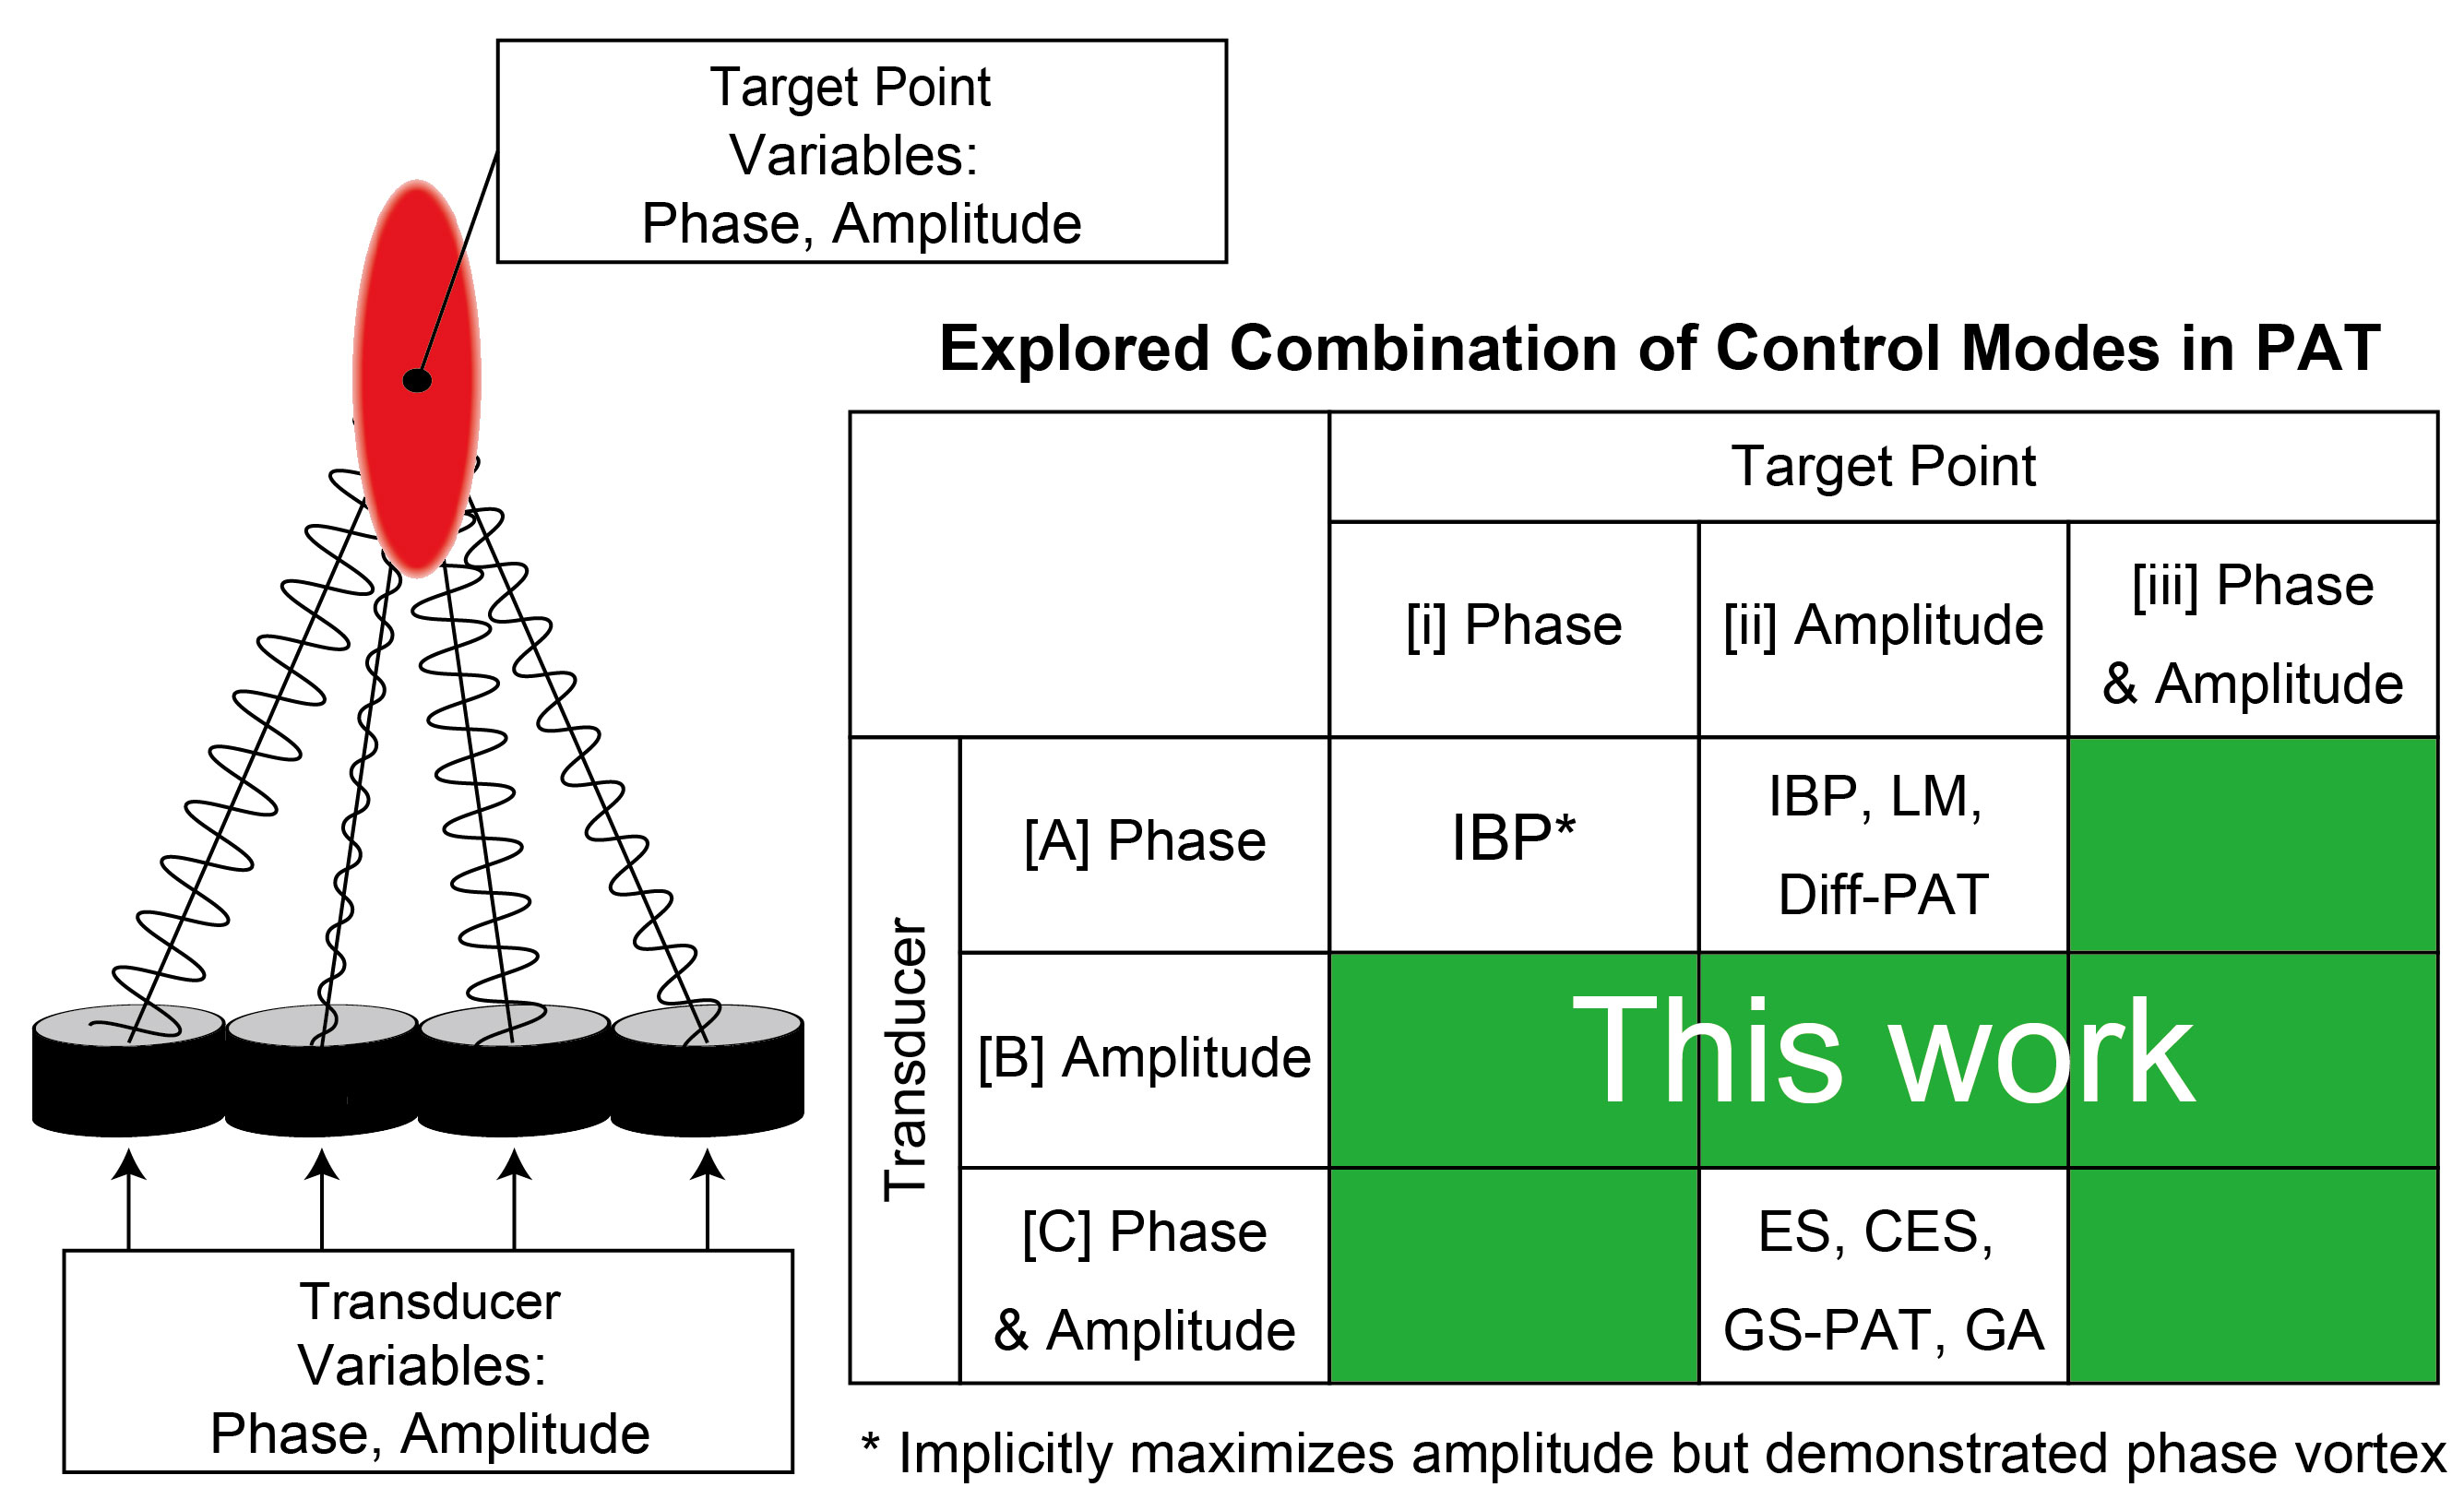 Target Point
Variables:
Phase, Amplitude
Explored Combination of Control Modes in PAT
Target Point
[i] Phase
[ii] Amplitude
[iii] Phase
& Amplitude
Transducer
[A] Phase
IBP*
IBP, LM,
Diff-PAT
[B] Amplitude
This work
[C] Phase
& Amplitude
ES, CES,
GS-PAT, GA
* Implicitly maximizes amplitude but demonstrated phase vortex
Transducer
Variables:
Phase, Amplitude